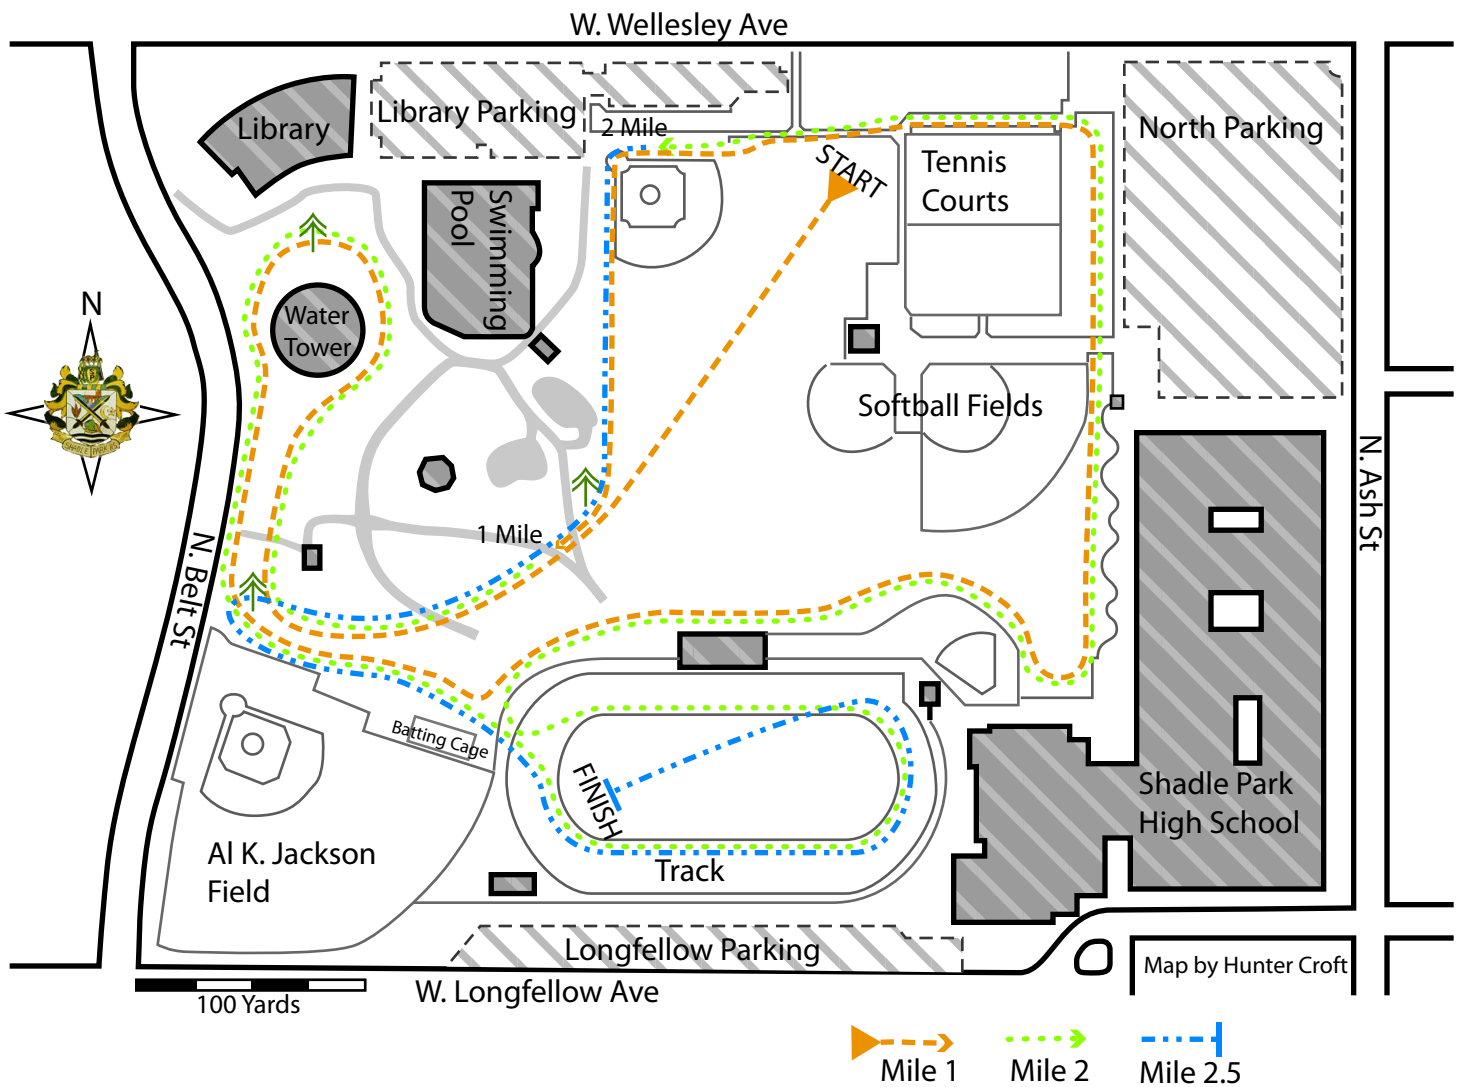 W. Wellesley Ave
Library
Library Parking
2 Mile
North Parking
START
Tennis
Courts
Swimming
Pool
N
Water
Tower
SHADLE PARK
Softball Fields
N. Ash St
1 Mile
N. Belt St
Batting Cage
FINISH
Shadle Park
High School
Al K. Jackson
Field
Track
Longfellow Parking
Map by Hunter Croft
100 Yards
W. Longfellow Ave
Mile 1
Mile 2
Mile 2.5